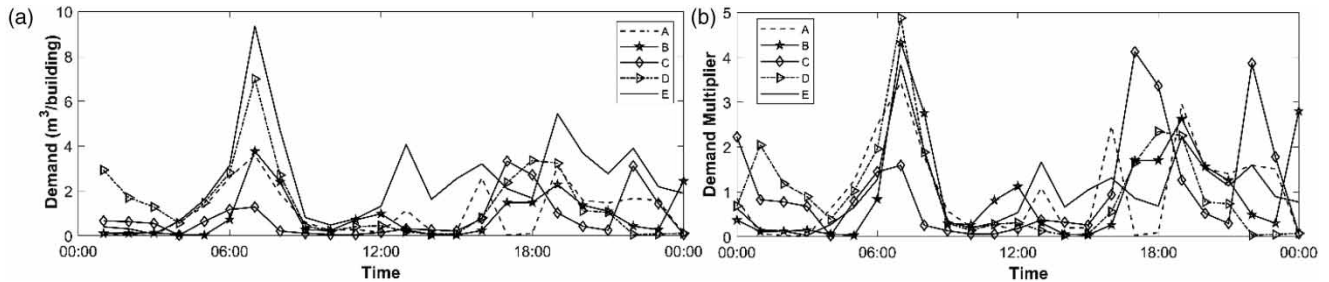 (a)
Demand (m³/building)
10
8
6
4
2
0
A
B
C
D
E
00:00 06:00 12:00 18:00 00:00
Time
(b)
Demand Multiplier
5
4
3
2
1
0
A
B
C
D
E
00:00 06:00 12:00 18:00 00:00
Time